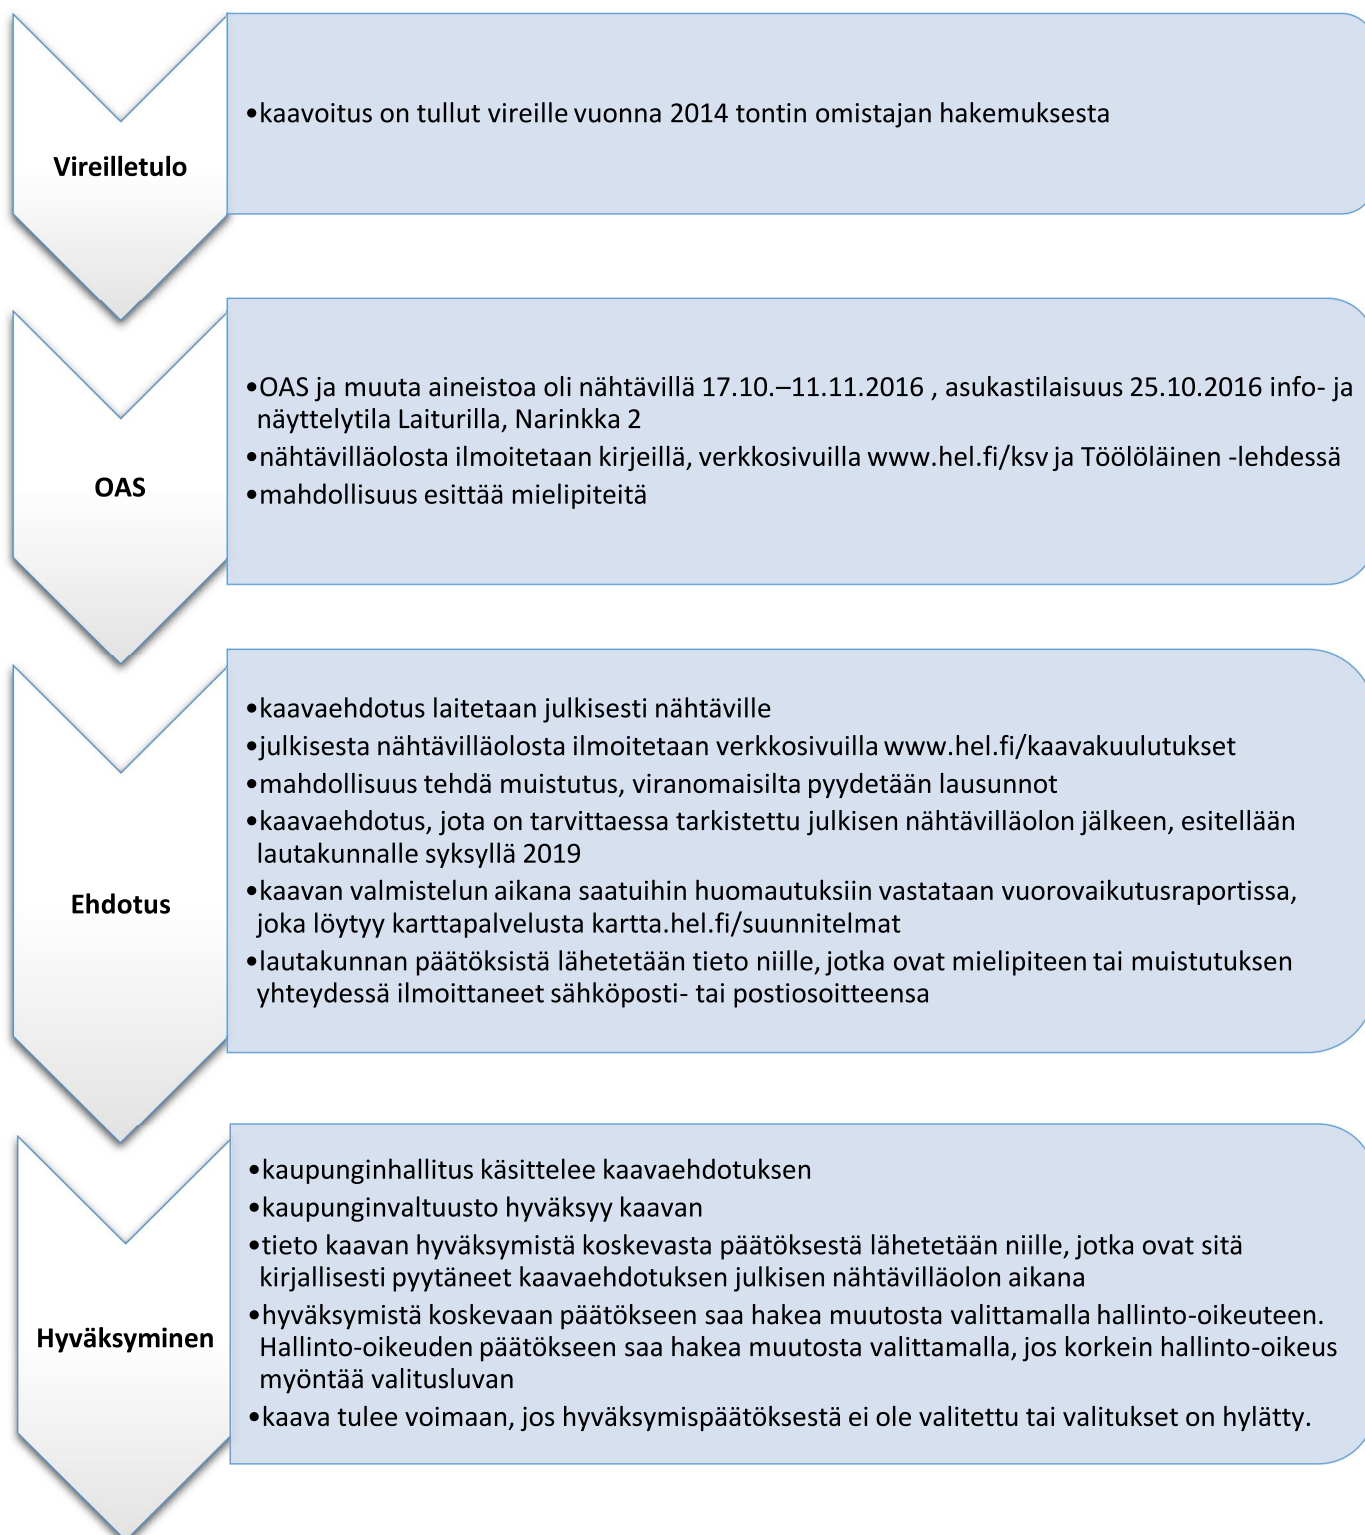 Vireilletulo
•kaavoitus on tullut vireille vuonna 2014 tontin omistajan hakemuksesta
OAS
•OAS ja muuta aineistoa oli nähtävillä 17.10.–11.11.2016 , asukastilaisuus 25.10.2016 info- ja
näyttelytila Laiturilla, Narinkka 2
•nähtävilläolosta ilmoitetaan kirjeillä, verkkosivuilla www.hel.fi/ksv ja Töölöläinen -lehdessä
•mahdollisuus esittää mielipiteitä
Ehdotus
•kaavaehdotus laitetaan julkisesti nähtäville
•julkisesta nähtävilläolosta ilmoitetaan verkkosivuilla www.hel.fi/kaavakuulutukset
•mahdollisuus tehdä muistutus, viranomaisilta pyydetään lausunnot
•kaavaehdotus, jota on tarvittaessa tarkistettu julkisen nähtävilläolon jälkeen, esitellään
lautakunnalle syksyllä 2019
•kaavan valmistelun aikana saatuihin huomautuksiin vastataan vuorovaikutusraportissa,
joka löytyy karttapalvelusta kartta.hel.fi/suunnitelmat
•lautakunnan päätöksistä lähetetään tieto niille, jotka ovat mielipiteen tai muistutuksen
yhteydessä ilmoittaneet sähköposti- tai postiosoitteensa
Hyväksyminen
•kaupunginhallitus käsittelee kaavaehdotuksen
•kaupunginvaltuusto hyväksyy kaavan
•tieto kaavan hyväksymistä koskevasta päätöksestä lähetetään niille, jotka ovat sitä
kirjallisesti pyytäneet kaavaehdotuksen julkisen nähtävilläolon aikana
•hyväksymistä koskevaan päätökseen saa hakea muutosta valittamalla hallinto-oikeuteen.
Hallinto-oikeuden päätökseen saa hakea muutosta valittamalla, jos korkein hallinto-oikeus
myöntää valitusluvan
•kaava tulee voimaan, jos hyväksymispäätöksestä ei ole valitettu tai valitukset on hylätty.